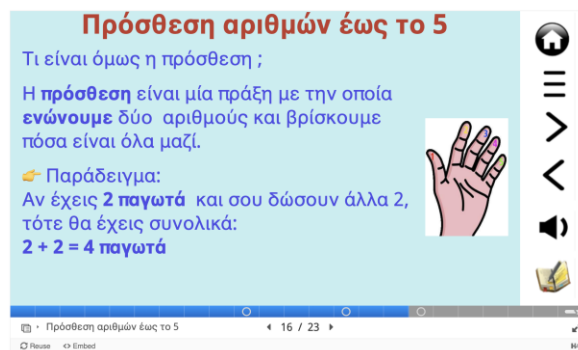 Πρόσθεση αριθμών έως το 5
Τι είναι όμως η πρόσθεση ;
Η πρόσθεση είναι μία πράξη με την οποία
ενώνουμε δύο αριθμούς και βρίσκουμε
πόσα είναι όλα μαζί.
👉 Παράδειγμα:
Αν έχεις 2 παγωτά και σου δώσουν άλλα 2,
τότε θα έχεις συνολικά:
2 + 2 = 4 παγωτά
Πρόσθεση αριθμών έως το 5
16 / 23
Reuse <> Embed